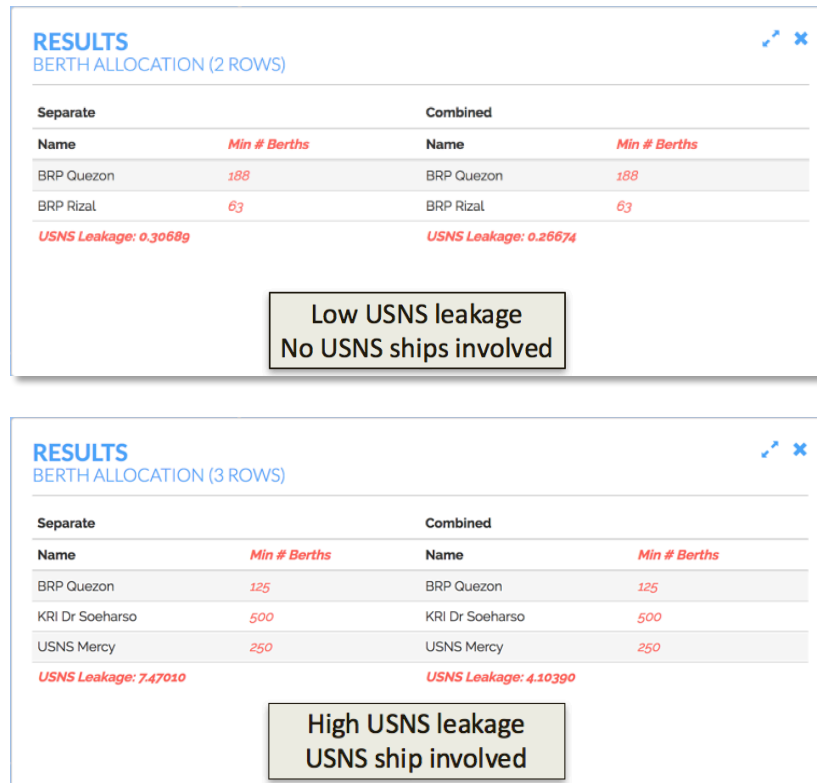 RESULTS
BERTH ALLOCATION (2 ROWS)
Separate Combined
Name Min # Berths Name Min # Berths
BRP Quezon 188 BRP Quezon 188
BRP Rizal 63 BRP Rizal 63
USNS Leakage: 0.30689 USNS Leakage: 0.26674
Low USNS leakage
No USNS ships involved
RESULTS
BERTH ALLOCATION (3 ROWS)
Separate Combined
Name Min # Berths Name Min # Berths
BRP Quezon 125 BRP Quezon 125
KRI Dr Soeharso 500 KRI Dr Soeharso 500
USNS Mercy 250 USNS Mercy 250
USNS Leakage: 7.47010 USNS Leakage: 4.10390
High USNS leakage
USNS ship involved